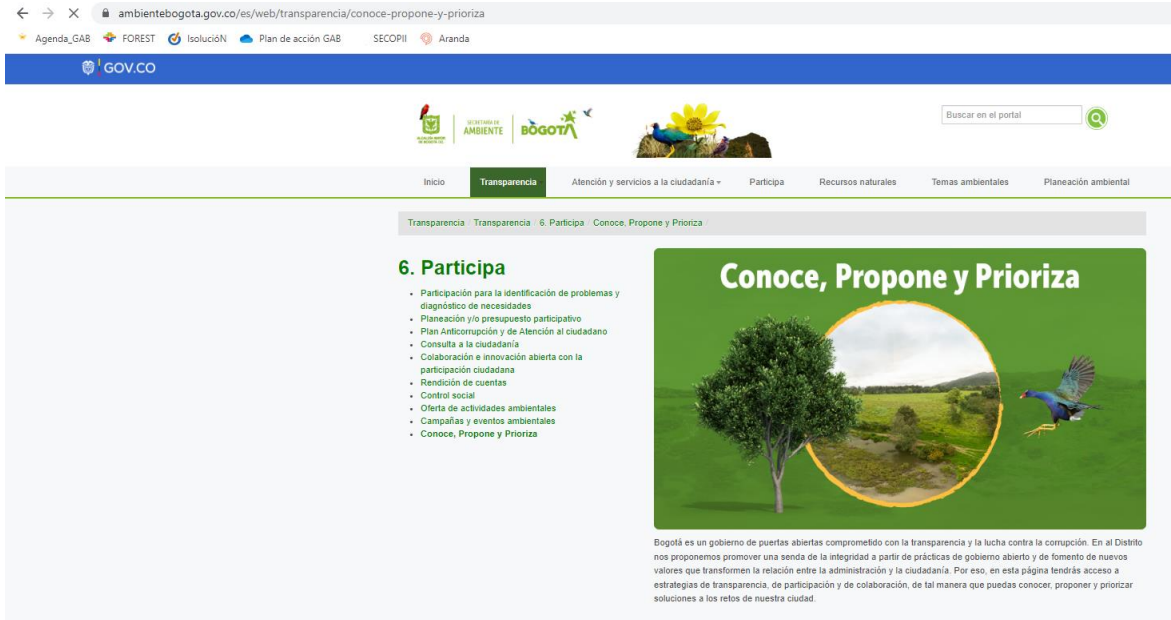 ambientebogota.gov.co/es/web/transparencia/conoce-propone-y-prioriza
Agenda_GAB FOREST IsolucióN Plan de acción GAB SECOPII Aranda
GOV.CO
SECRETARÍA DE
AMBIENTE
BOGOTÁ
Buscar en el portal
Inicio Transparencia Atención y servicios a la ciudadanía Participa Recursos naturales Temas ambientales Planeación ambiental
Transparencia / Transparencia / 6. Participa / Conoce, Propone y Prioriza /
6. Participa
Participación para la identificación de problemas y
diagnóstico de necesidades
Planeación y/o presupuesto participativo
Plan Anticorrupción y de Atención al ciudadano
Consulta a la ciudadanía
Colaboración e innovación abierta con la
participación ciudadana
Rendición de cuentas
Control social
Oferta de actividades ambientales
Campañas y eventos ambientales
Conoce, Propone y Prioriza
Conoce, Propone y Prioriza
Bogotá es un gobierno de puertas abiertas comprometido con la transparencia y la lucha contra la corrupción. En al Distrito
nos proponemos promover una senda de la integridad a partir de prácticas de gobierno abierto y de fomento de nuevos
valores que transformen la relación entre la administración y la ciudadanía. Por eso, en esta página tendrás acceso a
estrategias de transparencia, de participación y de colaboración, de tal manera que puedas conocer, proponer y priorizar
soluciones a los retos de nuestra ciudad.